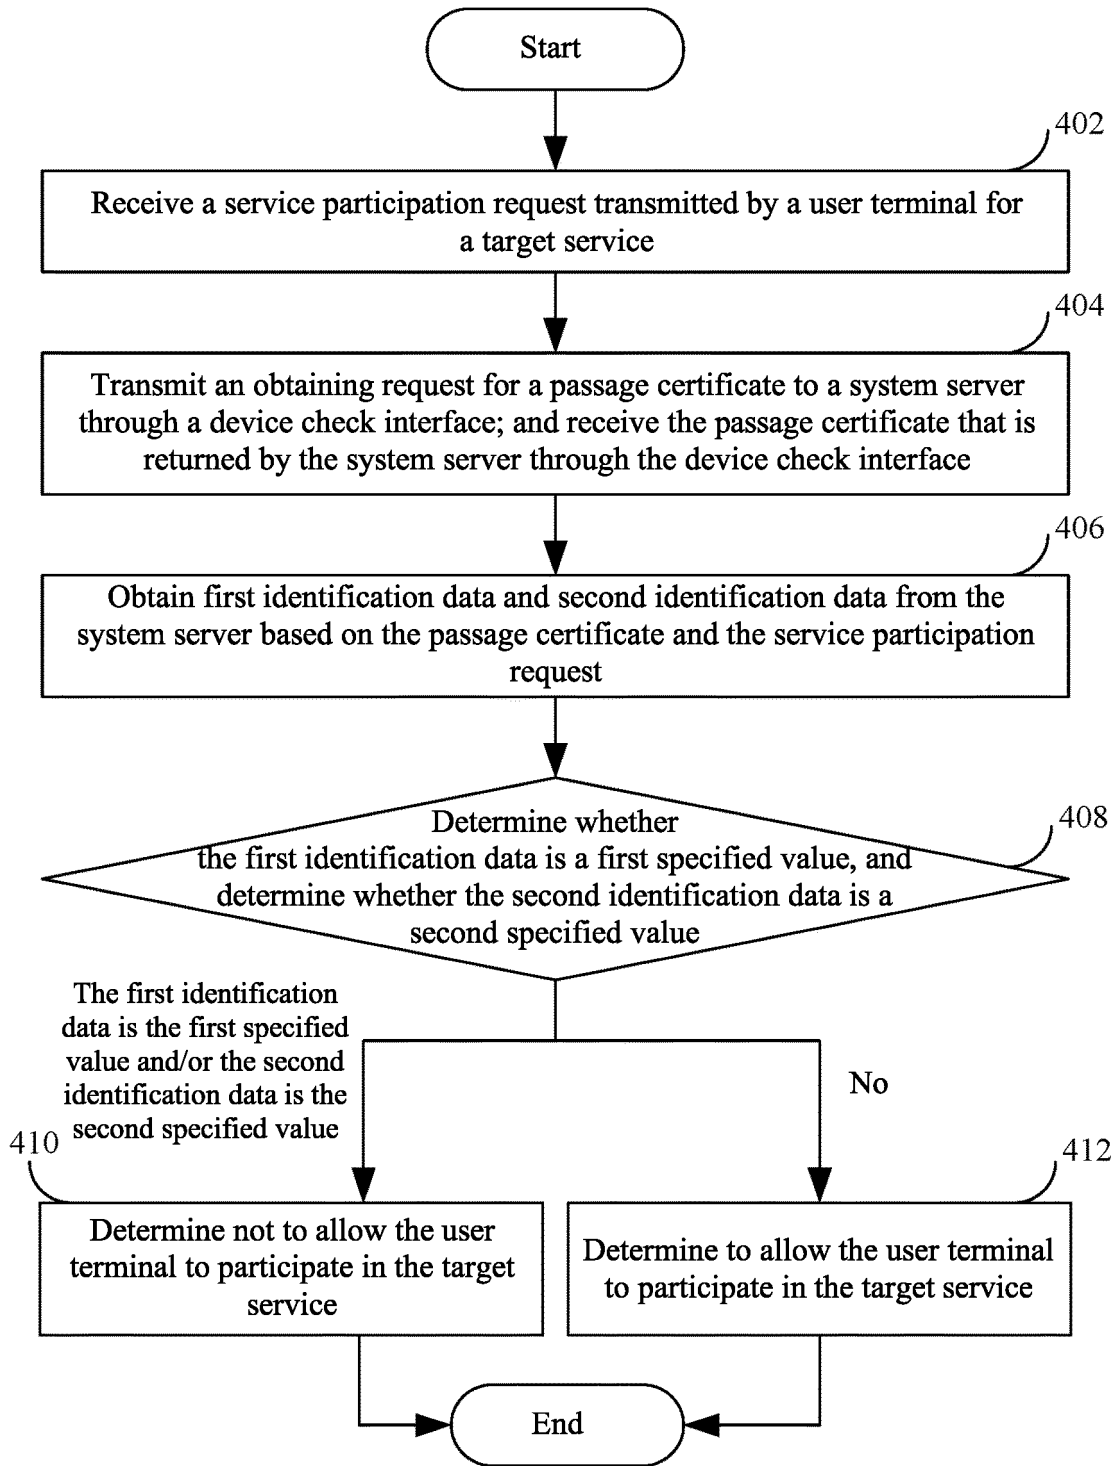 Start
402
Receive a service participation request transmitted by a user terminal for
a target service
404
Transmit an obtaining request for a passage certificate to a system server
through a device check interface; and receive the passage certificate that is
returned by the system server through the device check interface
406
Obtain first identification data and second identification data from the
system server based on the passage certificate and the service participation
request
408
Determine whether
the first identification data is a first specified value, and
determine whether the second identification data is a
second specified value
The first identification
data is the first specified
value and/or the second
identification data is the
second specified value
No
410
Determine not to allow the user
terminal to participate in the target
service
412
Determine to allow the user terminal
to participate in the target service
End